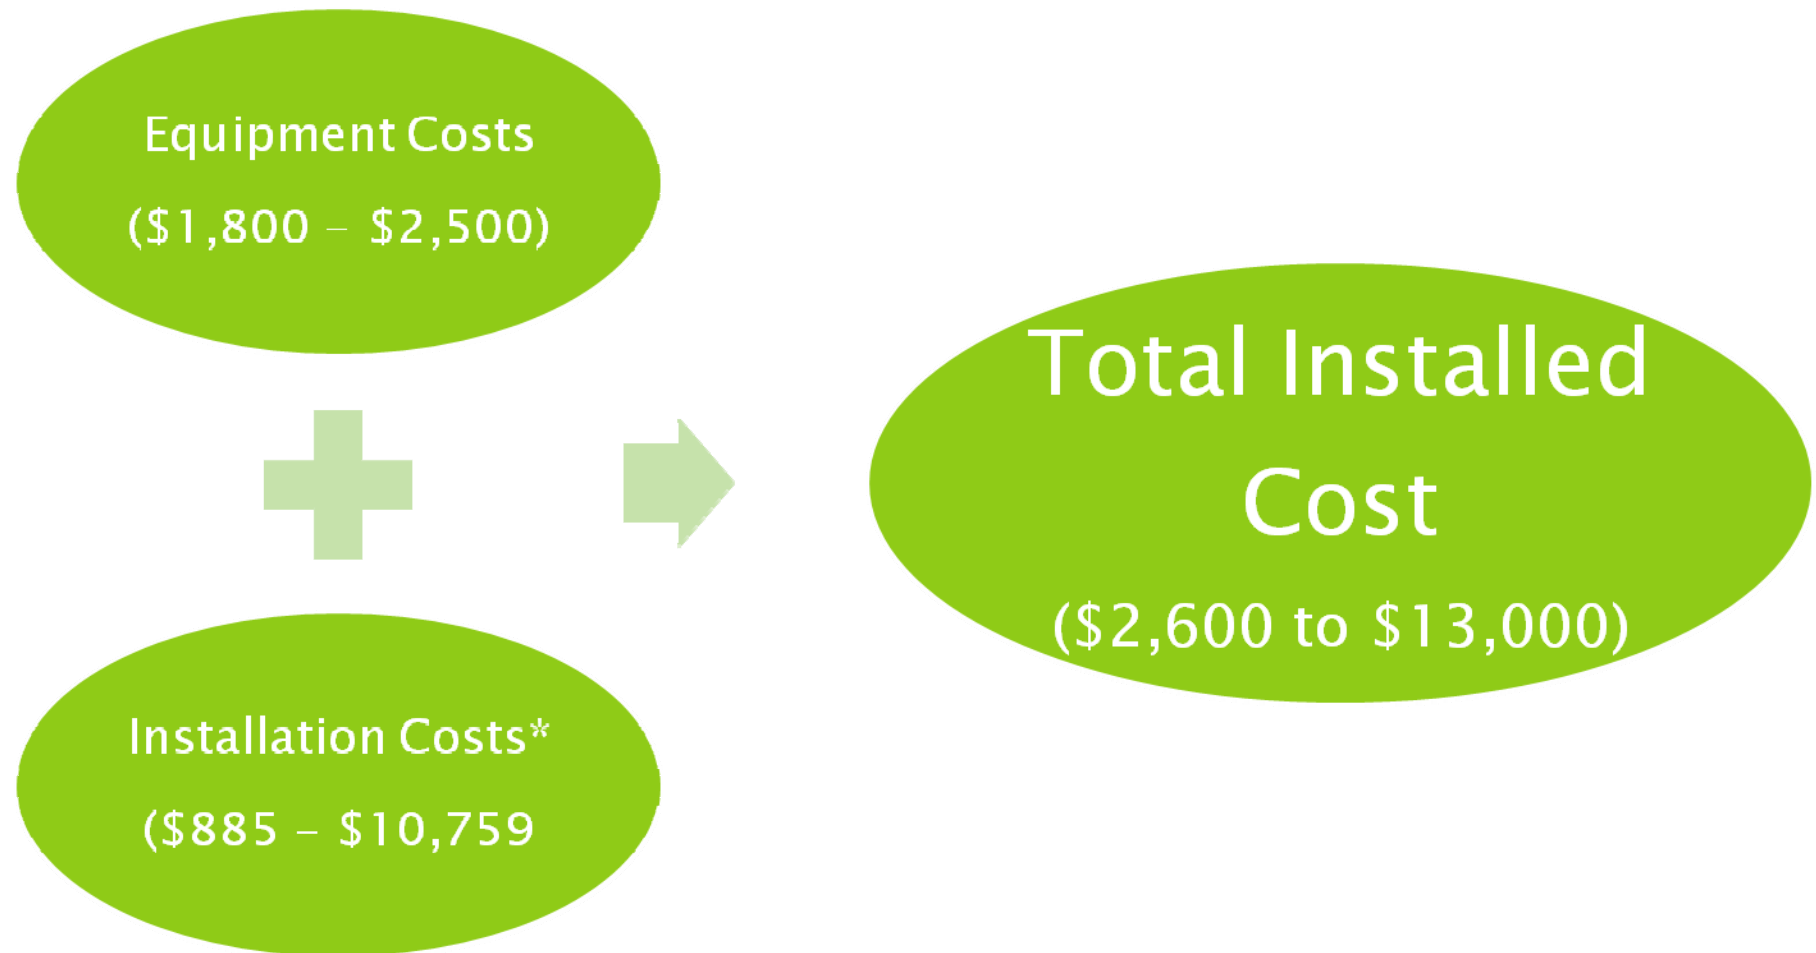 Equipment Costs
($1,800 – $2,500)
Installation Costs*
($885 – $10,759
Total Installed
Cost
($2,600 to $13,000)